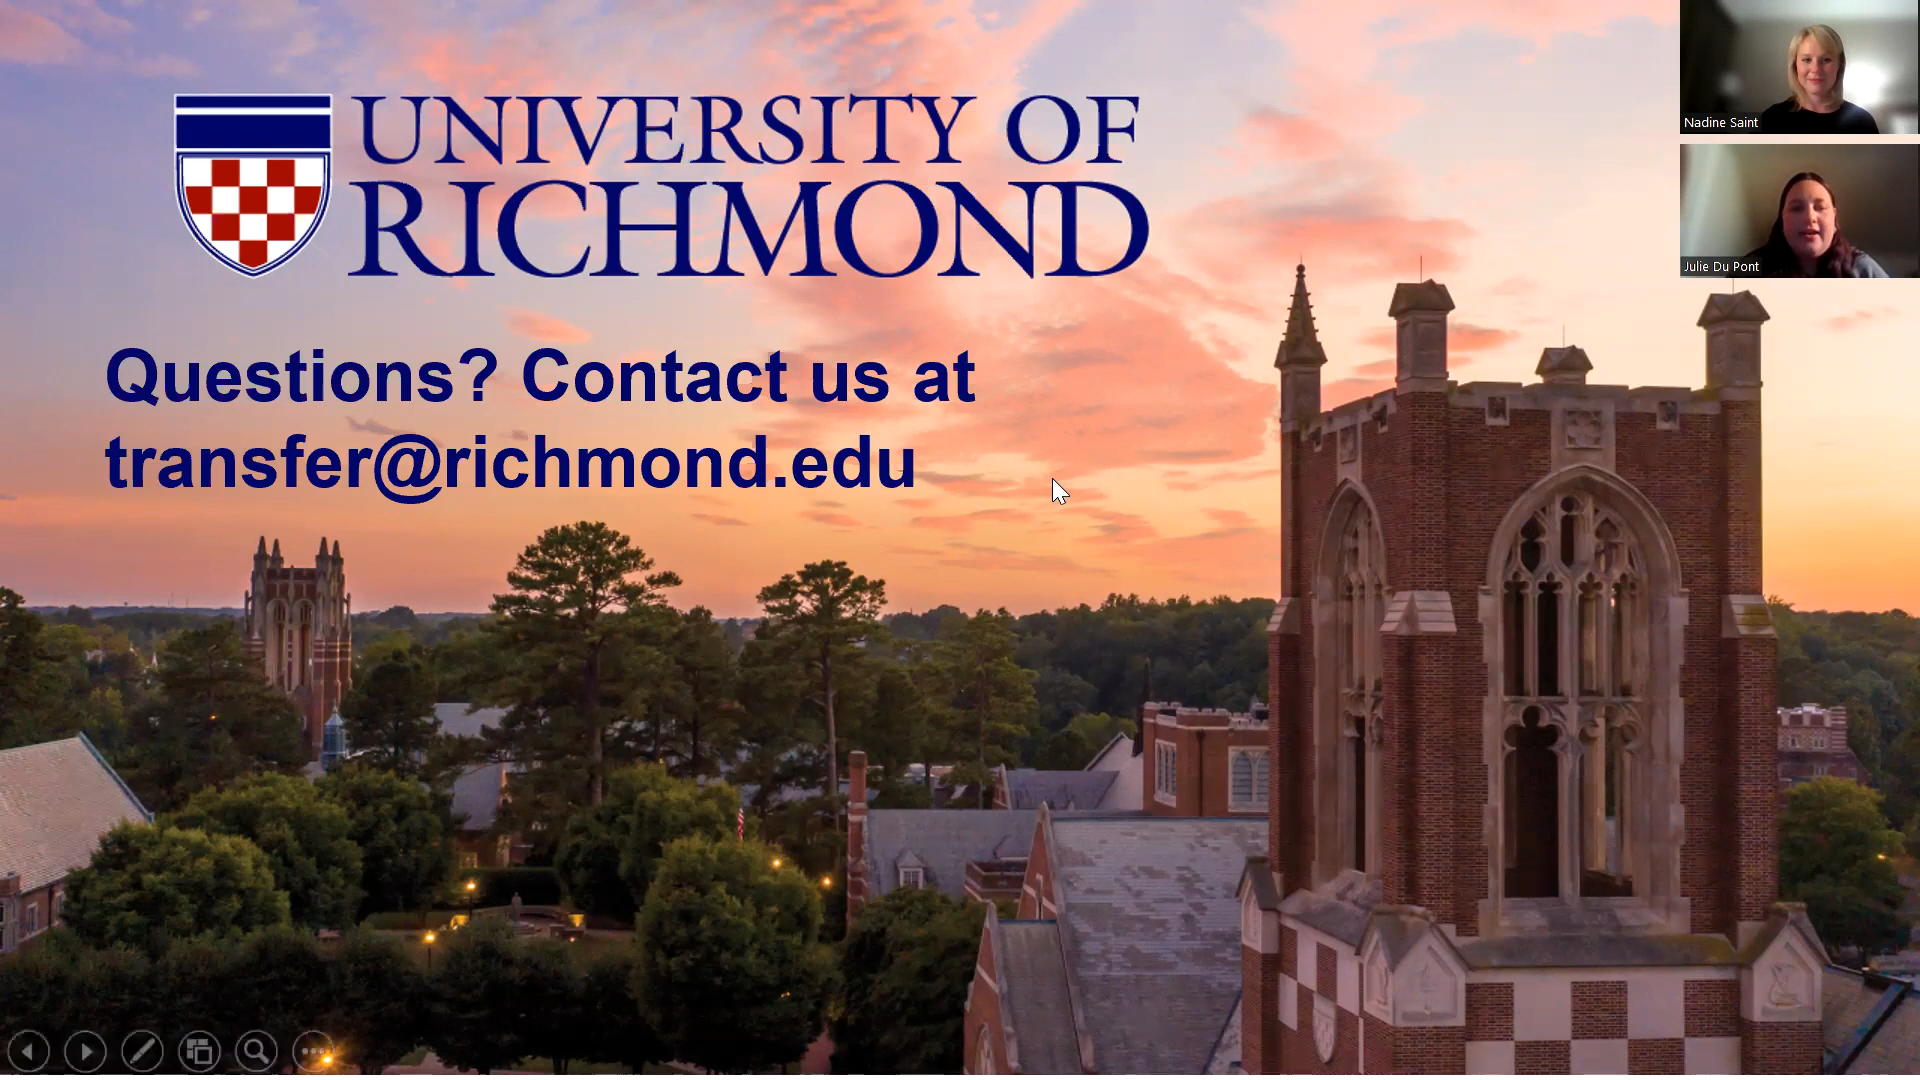 UNIVERSITY OF
RICHMOND
Questions? Contact us at
transfer@richmond.edu
Nadine Saint
Julie Du Pont